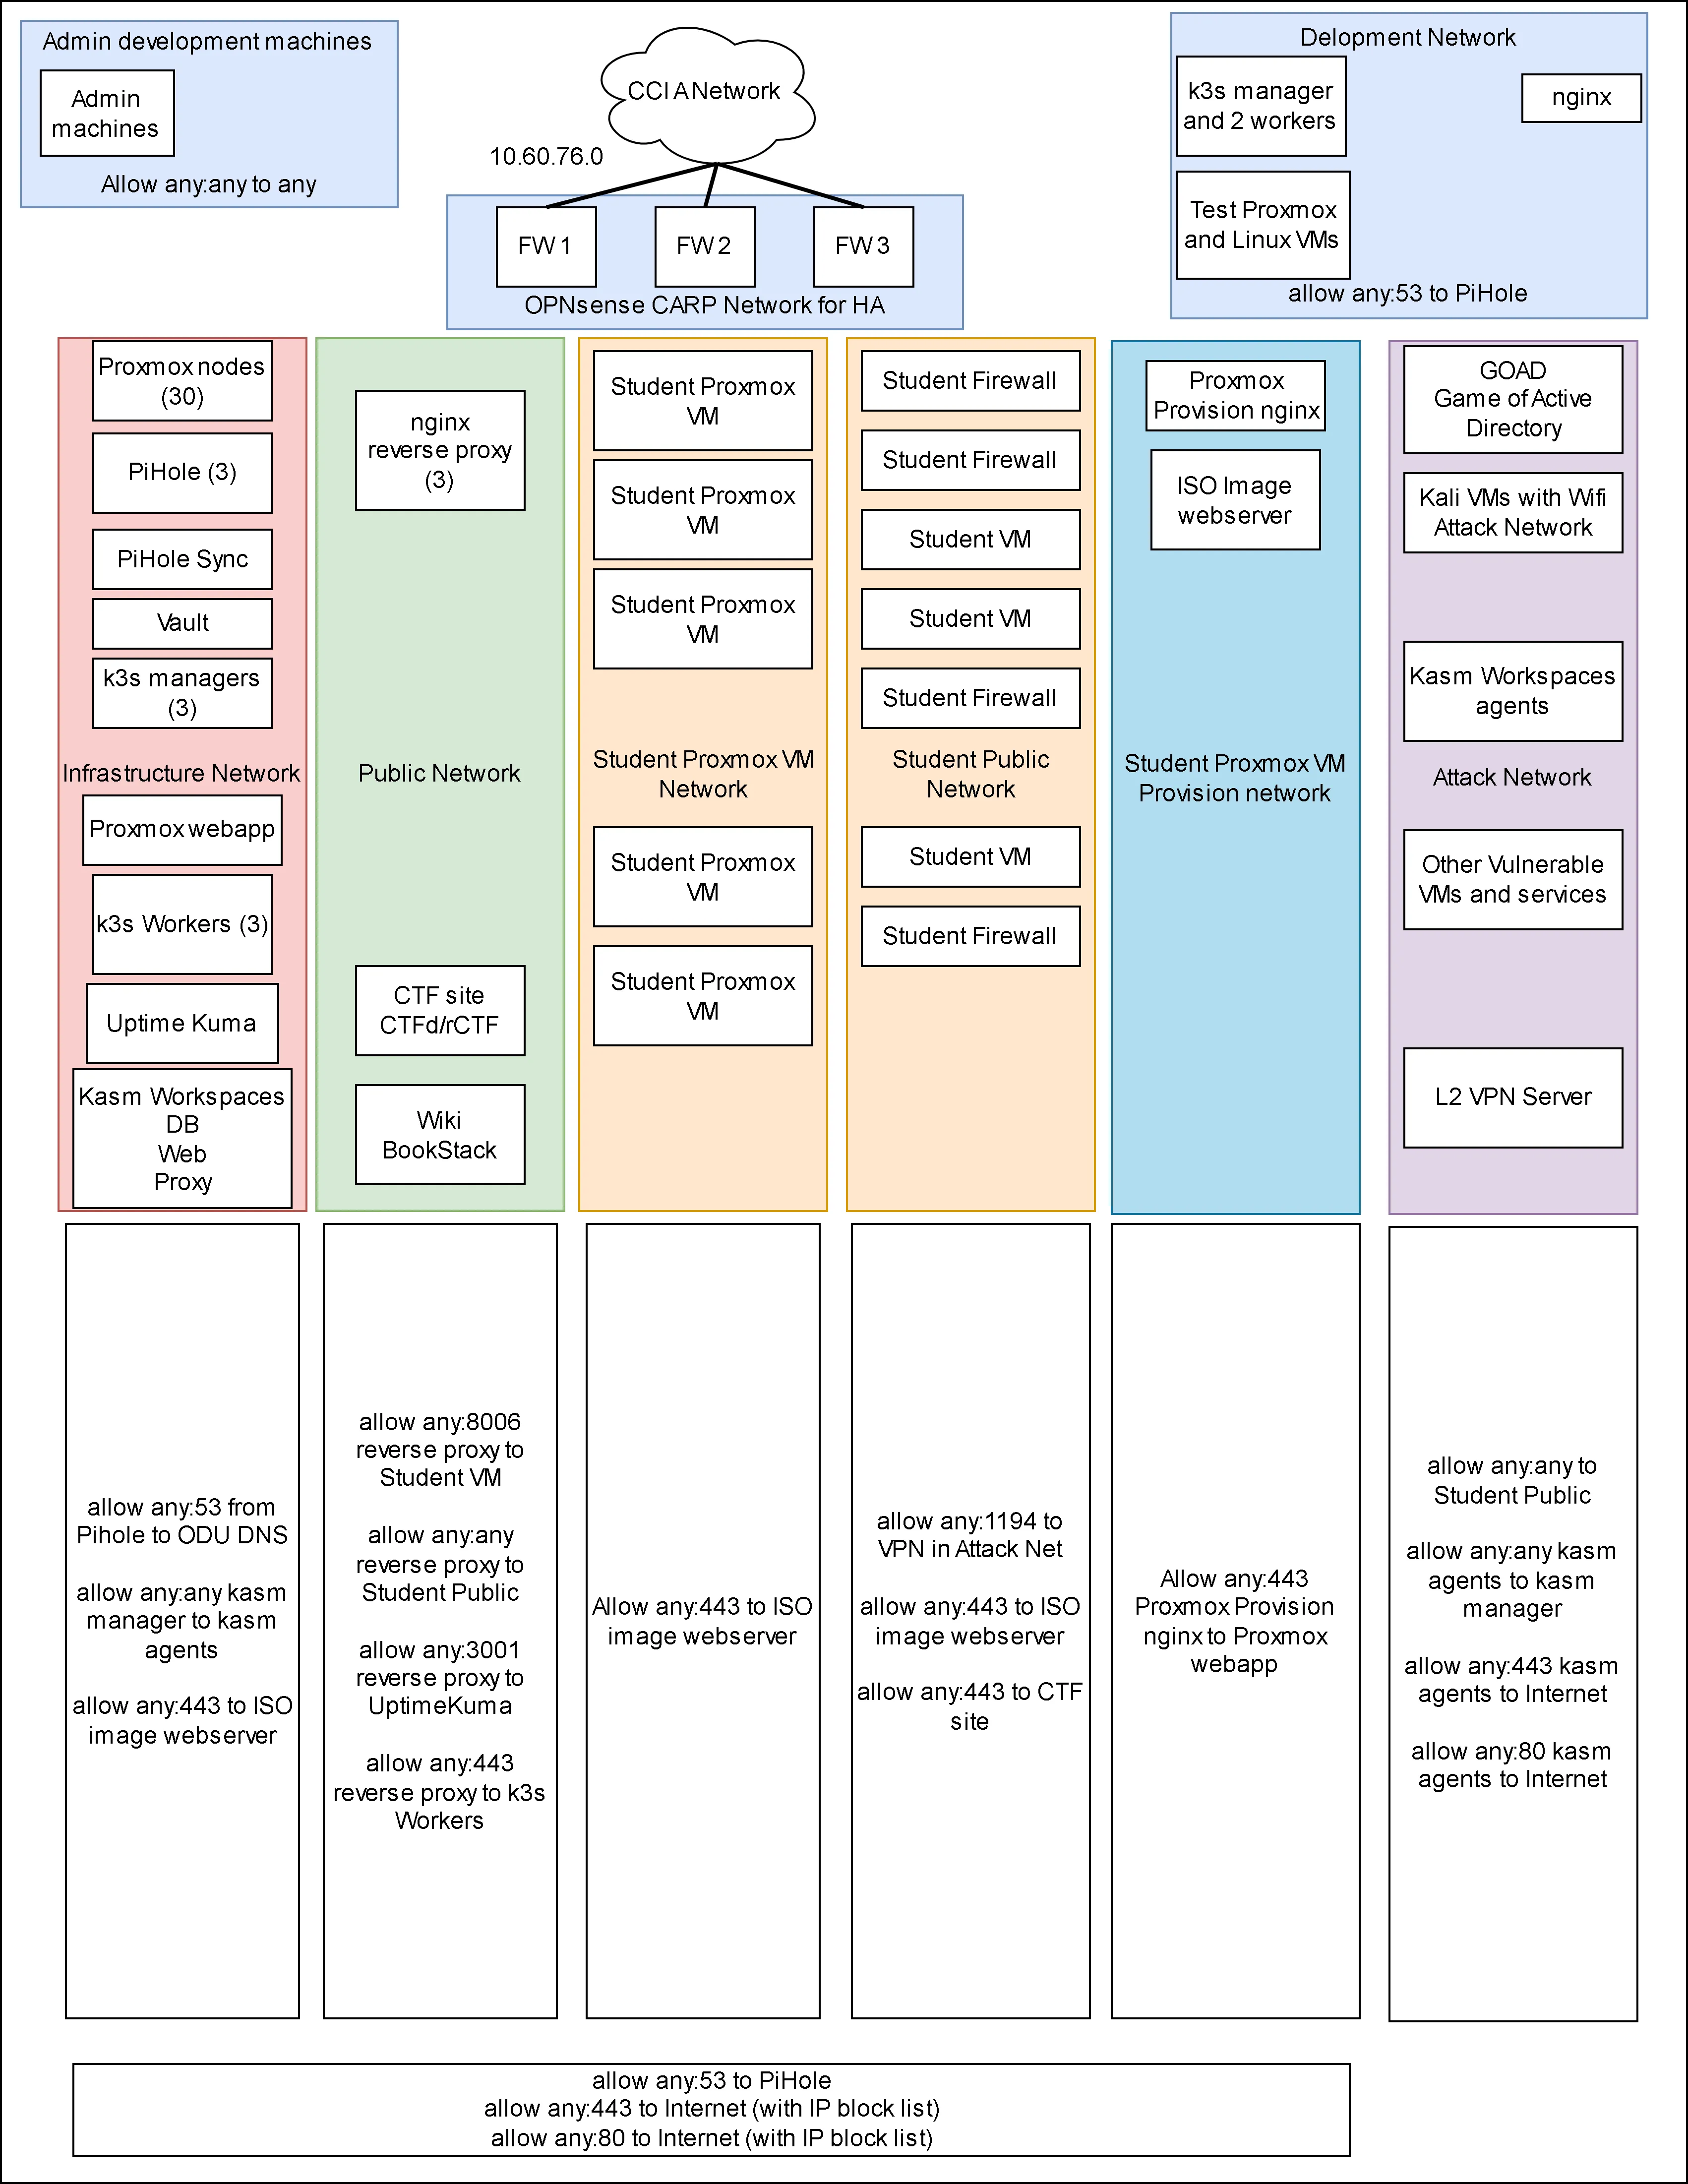 Admin development machines
Admin
machines
Allow any:any to any
CCIA Network
10.60.76.0
FW1
FW2
FW3
OPNsense CARP Network for HA
Delopment Network
k3s manager
and 2 workers
nginx
Test Proxmox
and Linux VMs
allow any:53 to PiHole
Proxmox nodes
(30)
PiHole (3)
PiHole Sync
Vault
k3s managers
(3)
Infrastructure Network
Proxmox webapp
k3s Workers (3)
Uptime Kuma
Kasm Workspaces
DB
Web
Proxy
nginx
reverse proxy
(3)
Public Network
CTF site
CTFd/rCTF
Wiki
BookStack
Student Proxmox
VM
Student Proxmox
VM
Student Proxmox
VM
Student Proxmox VM
Network
Student Proxmox
VM
Student Proxmox
VM
Student Firewall
Student Firewall
Student VM
Student VM
Student Firewall
Student Public
Network
Student VM
Student Firewall
Proxmox
Provision nginx
ISO Image
webserver
Student Proxmox VM
Provision network
GOAD
Game of Active
Directory
Kali VMs with Wifi
Attack Network
Kasm Workspaces
agents
Attack Network
Other Vulnerable
VMs and services
L2 VPN Server
allow any:53 from
Pihole to ODU DNS
allow any:any kasm
manager to kasm
agents
allow any:443 to ISO
image webserver
allow any:8006
reverse proxy to
Student VM
allow any:any
reverse proxy to
Student Public
allow any:3001
reverse proxy to
UptimeKuma
allow any:443
reverse proxy to k3s
Workers
Allow any:443 to ISO
image webserver
allow any:1194 to
VPN in Attack Net
allow any:443 to ISO
image webserver
allow any:443 to CTF
site
Allow any:443
Proxmox Provision
nginx to Proxmox
webapp
allow any:any to
Student Public
allow any:any kasm
agents to kasm
manager
allow any:443 kasm
agents to Internet
allow any:80 kasm
agents to Internet
allow any:53 to PiHole
allow any:443 to Internet (with IP block list)
allow any:80 to Internet (with IP block list)